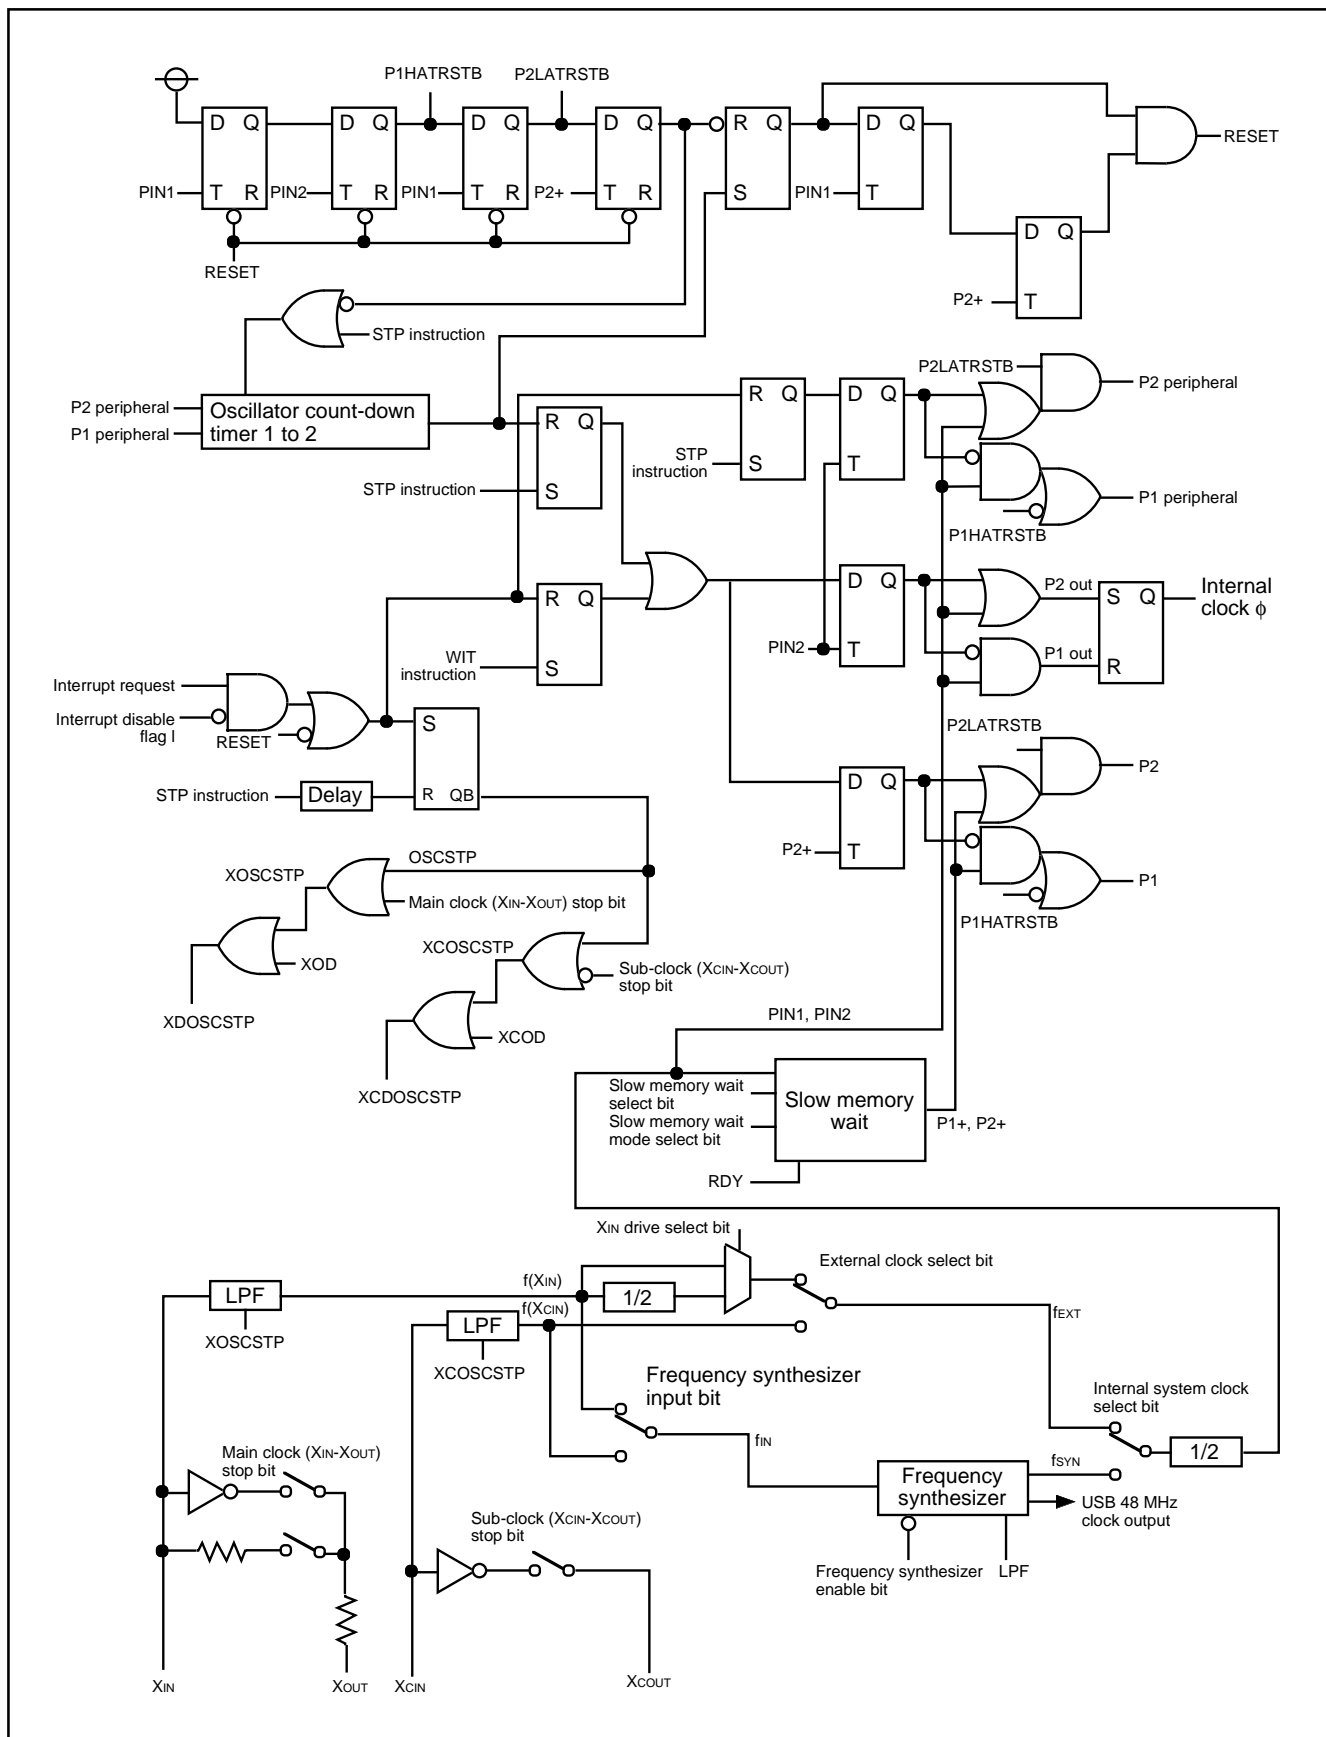 P1HATRSTB P2LATRSTB
D Q D Q D Q D Q R Q D Q
RESET
PIN1 T R PIN2 T R PIN1 T R P2+ T R S PIN1 T
D Q
RESET
P2+ T
STP instruction
P2LATRSTB
P2 peripheral
R Q D Q
P2 peripheral
Oscillator count-down
timer 1 to 2
P1 peripheral
R Q
STP
instruction
S T
STP instruction S
P1 peripheral
P1HATRSTB
D Q
P2 out
S Q
Internal
clock ϕ
R Q
PIN2 T
P1 out
R
WIT
instruction
S
Interrupt request
Interrupt disable
flag I
RESET
S
P2LATRSTB
P2
D Q
STP instruction Delay R QB
P2+ T
OSCSTP
XOSCSTP
Main clock (XIN-XOUT) stop bit
P1
P1HATRSTB
XCOSCSTP
XOD
Sub-clock (XCIN-XCOUT)
stop bit
XDOSCSTP
PIN1, PIN2
XCOD
XCDOSCSTP
Slow memory wait
select bit
Slow memory wait
mode select bit
Slow memory
wait
P1+, P2+
RDY
XIN drive select bit
External clock select bit
f(XIN)
LPF
1/2
f(XCIN)
fEXT
XOSCSTP
LPF
XCOSCSTP
Frequency synthesizer
input bit
Internal system clock
select bit
fIN
Main clock (XIN-XOUT)
stop bit
1/2
fSYN
Frequency
synthesizer
USB 48 MHz
clock output
Sub-clock (XCIN-XCOUT)
stop bit
Frequency synthesizer
enable bit
LPF
XIN XOUT XCIN XCOUT